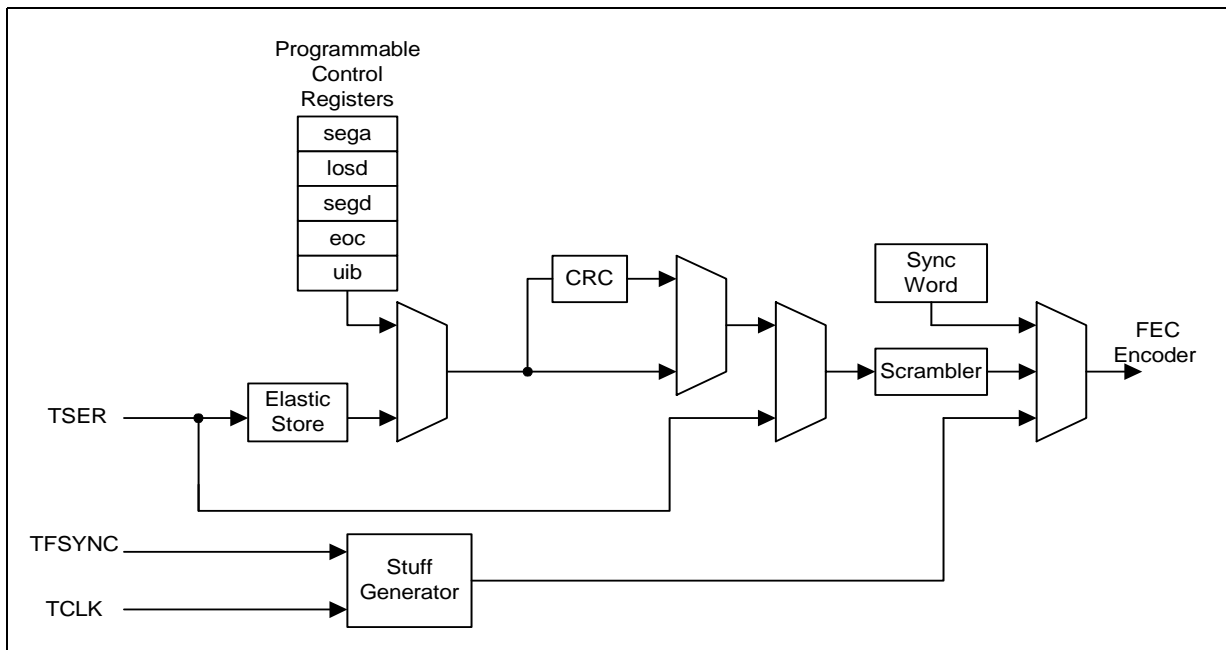 Programmable
Control
Registers
sega
losd
segd
eoc
uib
CRC
Sync
Word
FEC
Encoder
Scrambler
TSER
Elastic
Store
TFSYNC
Stuff
Generator
TCLK